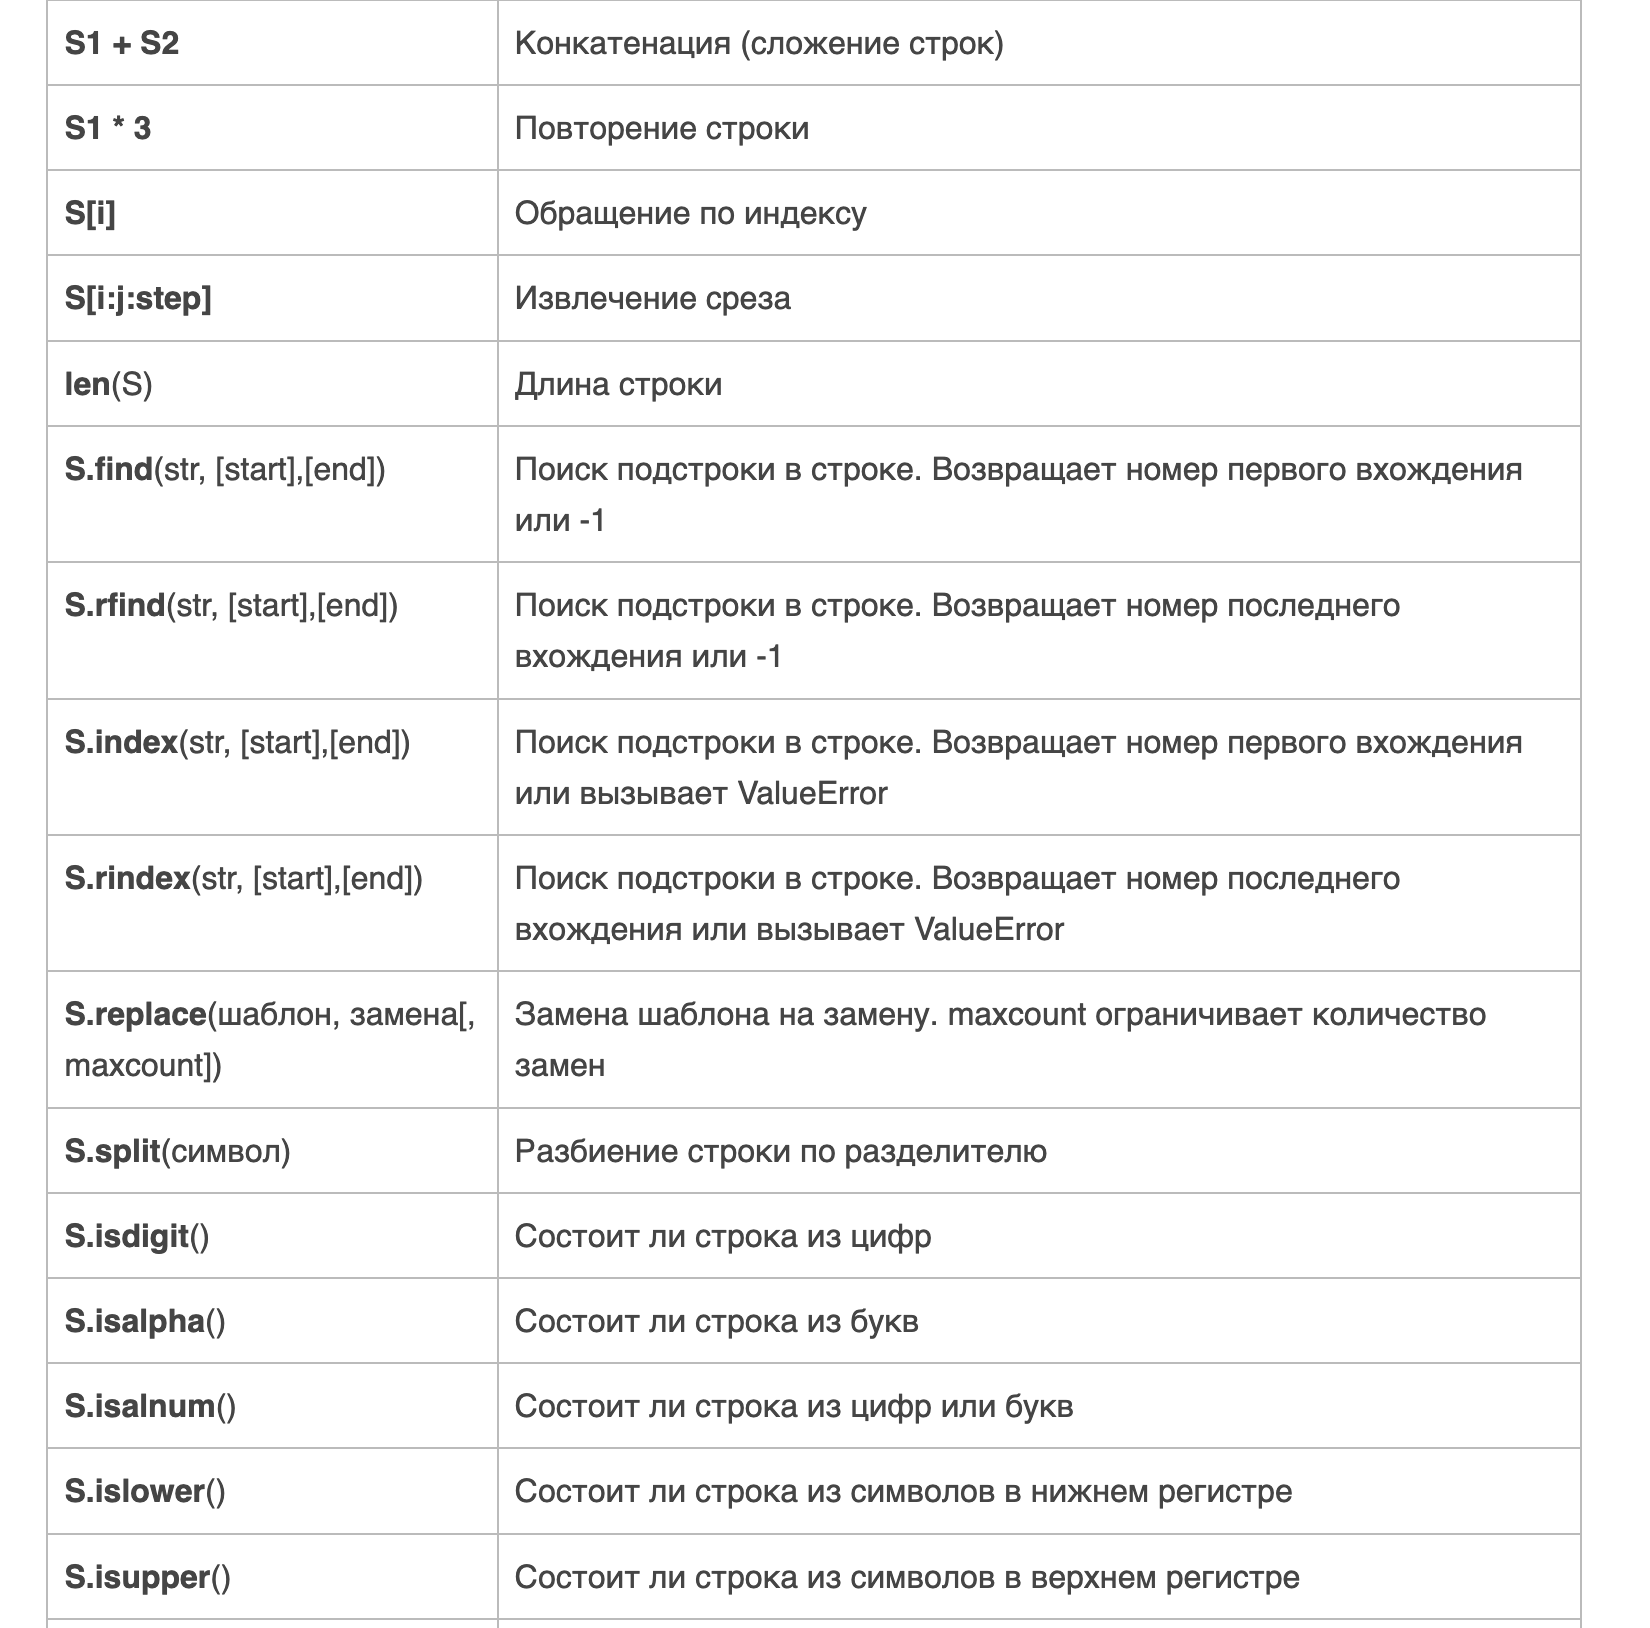 S1 + S2
Конкатенация (сложение строк)
S1 * 3
Повторение строки
S[i]
Обращение по индексу
S[i:j:step]
Извлечение среза
len(S)
Длина строки
S.find(str, [start],[end])
Поиск подстроки в строке. Возвращает номер первого вхождения
или -1
S.rfind(str, [start],[end])
Поиск подстроки в строке. Возвращает номер последнего
вхождения или -1
S.index(str, [start],[end])
Поиск подстроки в строке. Возвращает номер первого вхождения
или вызывает ValueError
S.rindex(str, [start],[end])
Поиск подстроки в строке. Возвращает номер последнего
вхождения или вызывает ValueError
S.replace(шаблон, замена[,
maxcount])
Замена шаблона на замену. maxcount ограничивает количество
замен
S.split(символ)
Разбиение строки по разделителю
S.isdigit()
Состоит ли строка из цифр
S.isalpha()
Состоит ли строка из букв
S.isalnum()
Состоит ли строка из цифр или букв
S.islower()
Состоит ли строка из символов в нижнем регистре
S.isupper()
Состоит ли строка из символов в верхнем регистре